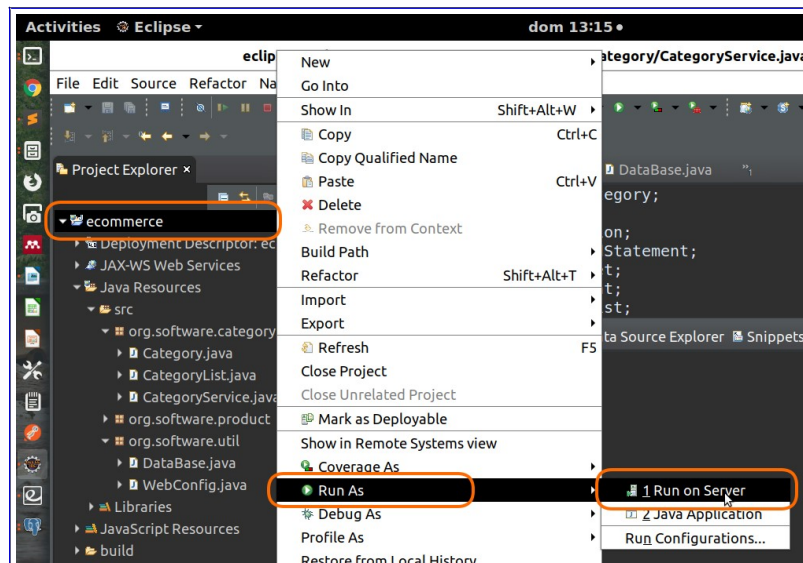 Activities Eclipse dom 13:15
eclip ategory/CategoryService.java
File Edit Source Refactor Na
Project Explorer
ecommerce
Deployment Descriptor: ec
JAX-WS Web Services
Java Resources
src
org.software.category
Category.java
CategoryList.java
CategoryService.java
org.software.product
org.software.util
DataBase.java
WebConfig.java
Libraries
JavaScript Resources
build
New
Go Into
Show In Shift+Alt+W
Copy Ctrl+C
Copy Qualified Name
Paste Ctrl+V
Delete
Remove from Context
Build Path
Refactor Shift+Alt+T
Import
Export
Refresh F5
Close Project
Close Unrelated Project
Mark as Deployable
Show in Remote Systems view
Coverage As
Run As
Debug As
Profile As
Restore from Local History
1 Run on Server
2 Java Application
Run Configurations...
DataBase.java "1
egory;
on;
Statement;
t;
t;
st;
ta Source Explorer Snippets